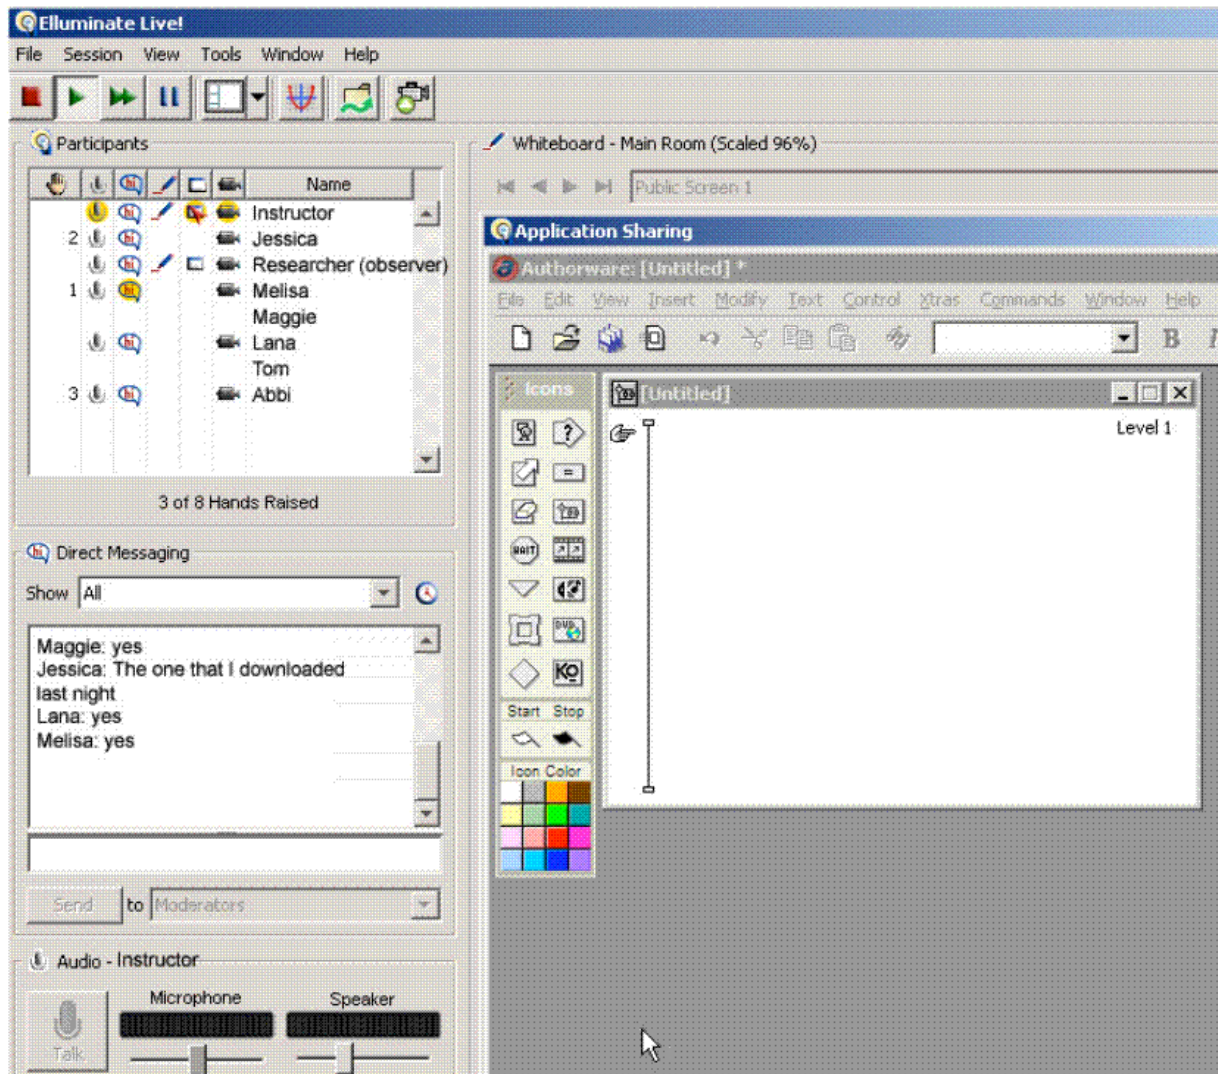 Elluminate Live!
File Session View Tools Window Help
Participants
Name
Instructor
2 Jessica
Researcher (observer)
1 Melisa
Maggie
Lana
Tom
3 Abbi
3 of 8 Hands Raised
Direct Messaging
Show All
Maggie: yes
Jessica: The one that I downloaded
last night
Lana: yes
Melisa: yes
Send to Moderators
Audio - Instructor
Microphone Speaker
Talk
Whiteboard - Main Room (Scaled 96%)
Public Screen 1
Application Sharing
Authorware: [Untitled] *
File Edit View Insert Modify Text Control Xtras Commands Window Help
B I
Icons
[Untitled]
Level 1
WAIT
DVD
KO
Start Stop
Icon Color